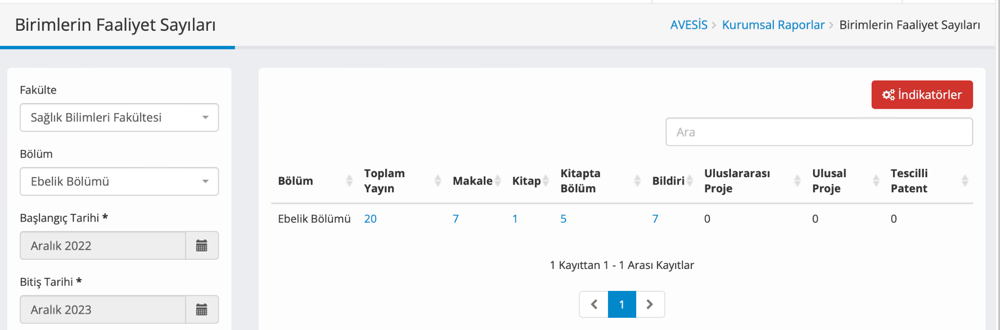 Birimlerin Faaliyet Sayıları
AVESİS > Kurumsal Raporlar > Birimlerin Faaliyet Sayıları
Fakülte
Sağlık Bilimleri Fakültesi
Bölüm
Ebelik Bölümü
Başlangıç Tarihi *
Aralık 2022
Bitiş Tarihi *
Aralık 2023
İndikatörler
Ara
Bölüm Toplam Yayın Makale Kitap Kitapta Bölüm Bildiri Uluslararası Proje Ulusal Proje Tescilli Patent
Ebelik Bölümü 20 7 1 5 7 0 0 0
1 Kayıttan 1 - 1 Arası Kayıtlar
1